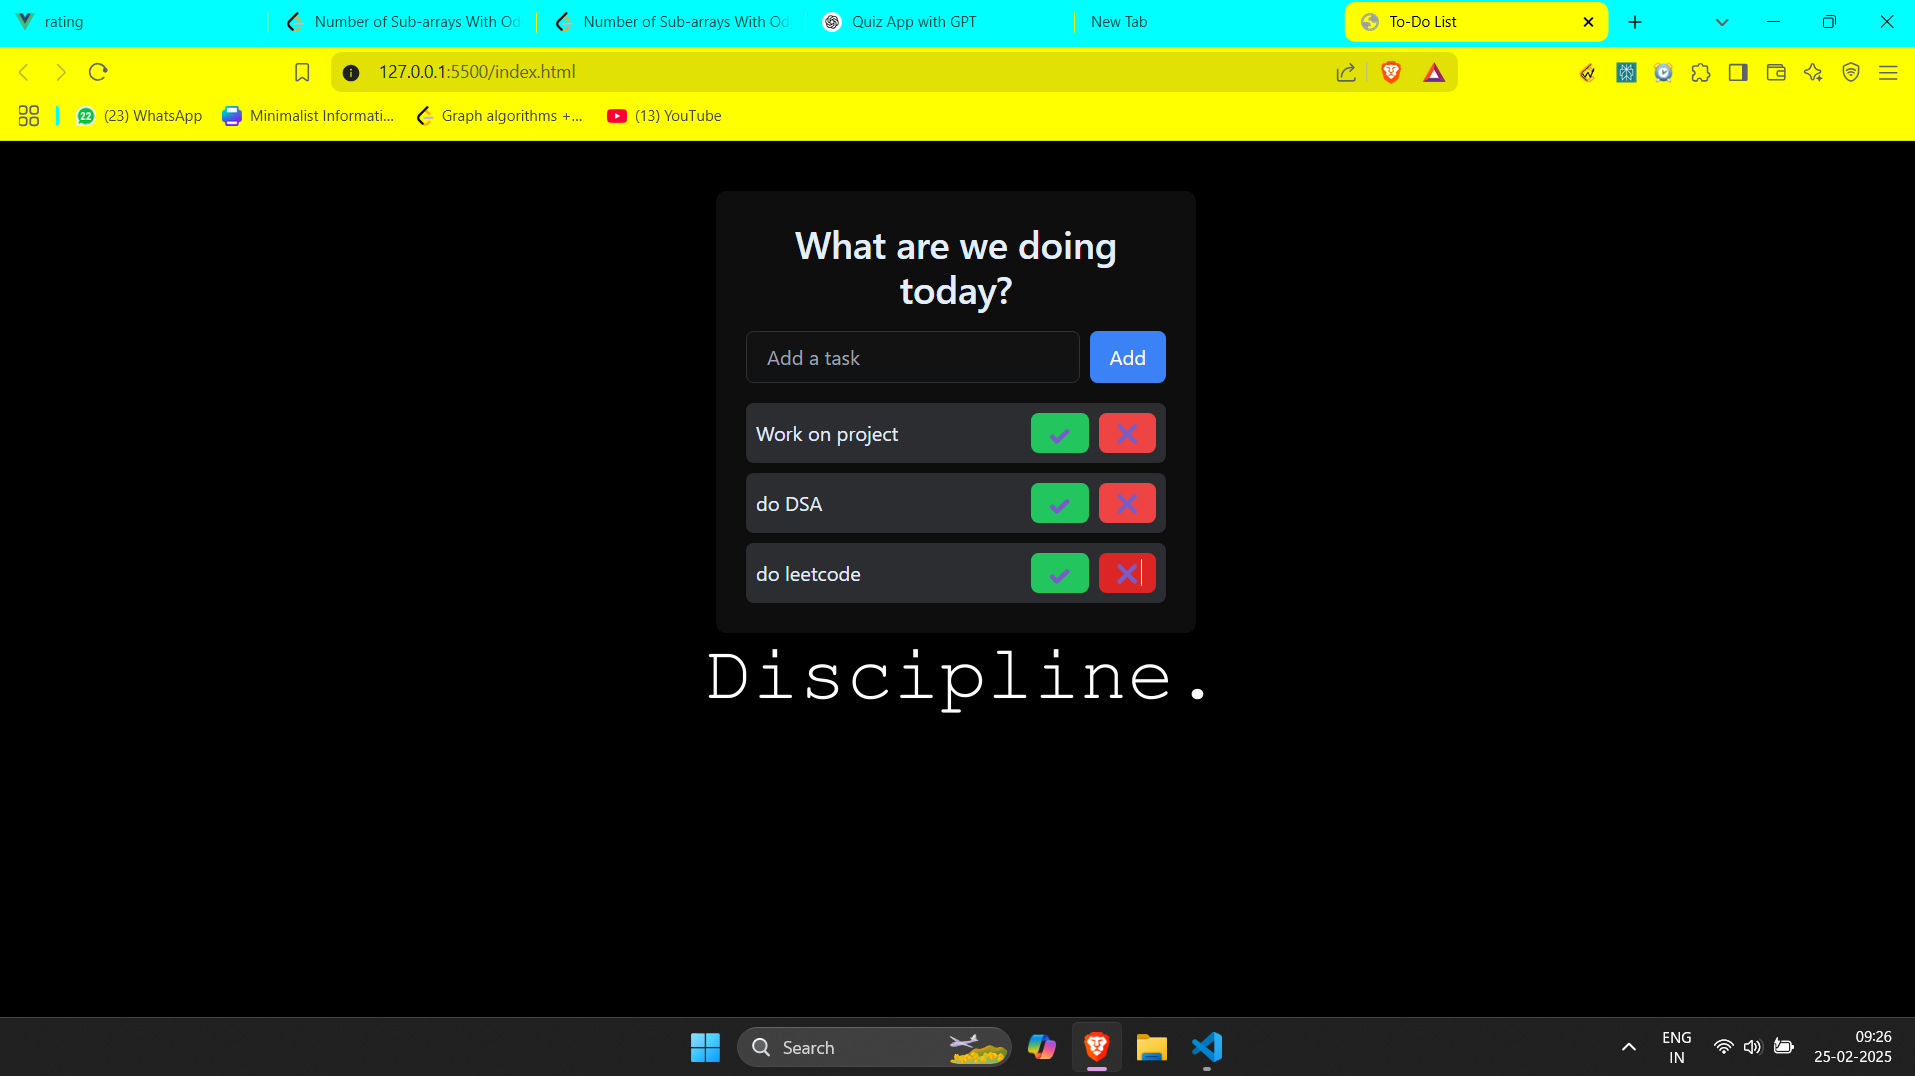 rating
Number of Sub-arrays With Od
Number of Sub-arrays With Od
Quiz App with GPT
New Tab
To-Do List
127.0.0.1:5500/index.html
22
(23) WhatsApp
Minimalist Informati...
Graph algorithms +...
(13) YouTube
What are we doing
today?
Add a task
Add
Work on project
do DSA
do leetcode
Discipline.
Search
ENG
IN
09:26
25-02-2025